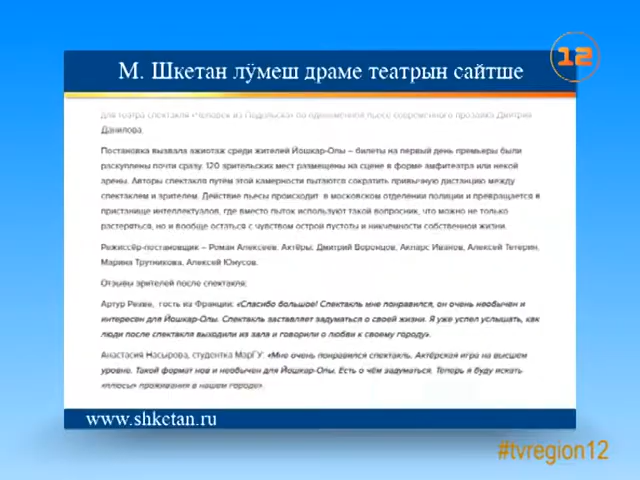 12
М. Шкетан лӱмеш драме театрын сайтше
для театра спектакля «Человек из Подольска» по одноименной пьесе современного прозаика Дмитрия
Данилова.
Постановка вызвала ажиотаж среди жителей Йошкар-Олы – билеты на первый день премьеры были
раскуплены почти сразу. 120 зрительских мест размещены на сцене в форме амфитеатра или некой
арены. Авторы спектакля путём этой камерности пытаются сократить привычную дистанцию между
спектаклем и зрителем. Действие пьесы происходит в московском отделении полиции и превращается в
пристанище интеллектуалов, где вместо пыток используют такой вопросник, что можно не только
растеряться, но и вообще остаться с чувством острой пустоты и никчемности собственной жизни.
Режиссёр-постановщик – Роман Алексеев. Актёры: Дмитрий Воронцов, Акпарс Иванов, Алексей Тетерин,
Марина Трутникова, Алексей Юнусов.
Отзывы зрителей после спектакля:
Артур гость из Франции: «Спасибо большое! Спектакль мне понравился, он очень необычен и
интересен для Йошкар-Олы. Спектакль заставляет задуматься о своей жизни. Я уже успел услышать, как
люди после спектакля выходили из зала и говорили о любви к своему городу».
Анастасия Насырова, студентка МарГУ: «Мне очень понравился спектакль. Актёрская игра на высшем
уровне. Такой формат нов и необычен для Йошкар-Олы. Есть о чём задуматься. Теперь я буду искать
«плюсы» проживания в нашем городе».
www.shketan.ru
#tvregion12